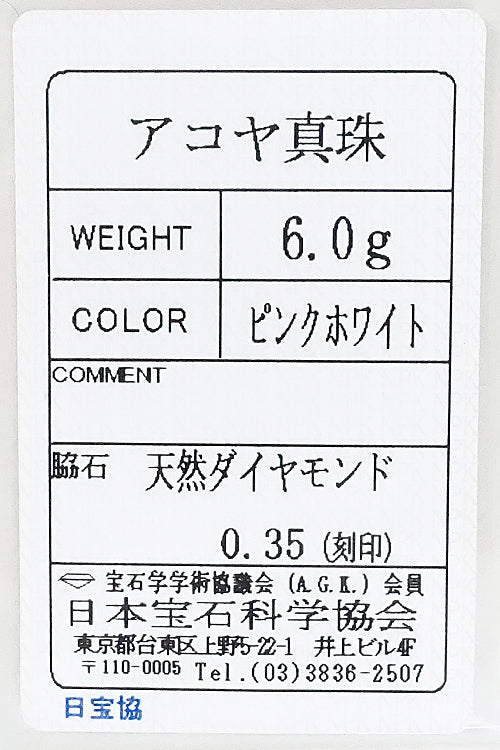 アコヤ真珠
WEIGHT 6.0g
COLOR ピンクホワイト
COMMENT
脇石 天然ダイヤモンド
0.35 (刻印)
宝石学学術協議会 (A.G.K.) 会員
日本宝石科学協会
東京都台東区上野5-22-1 井上ビル4F
〒110-0005 Tel.(03)3836-2507
日宝協